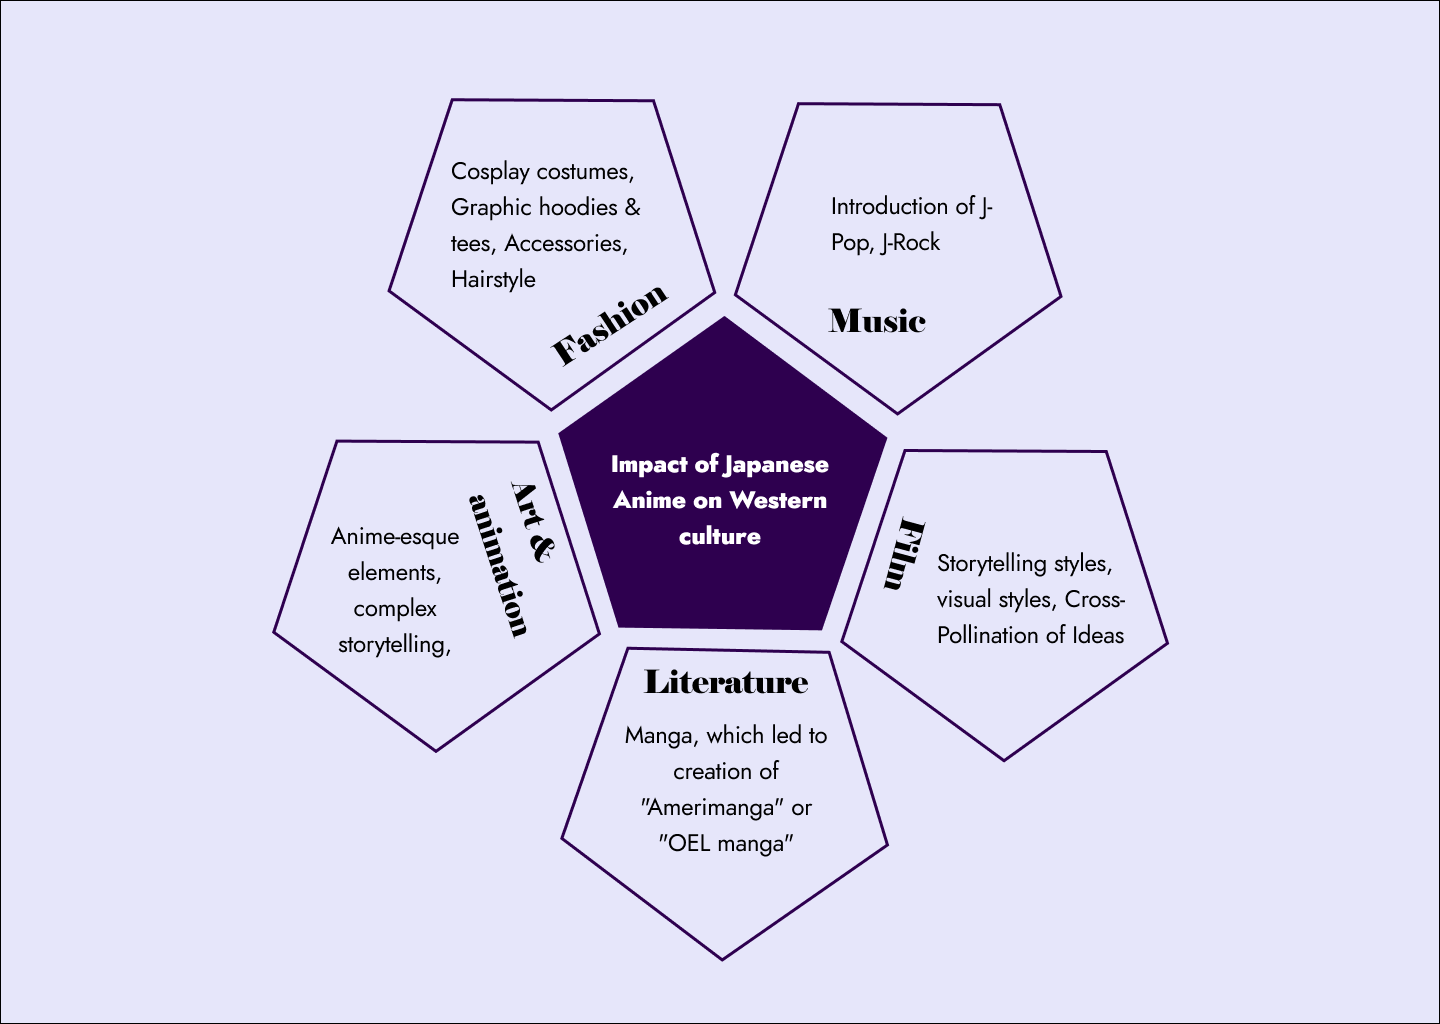 Cosplay costumes,
Graphic hoodies &
tees, Accessories,
Hairstyle
Fashion
Introduction of J-
Pop, J-Rock
Music
Impact of Japanese
Anime on Western
culture
Art &
animation
Anime-esque
elements,
complex
storytelling,
Film
Storytelling styles,
visual styles, Cross-
Pollination of Ideas
Literature
Manga, which led to
creation of
"Amerimanga" or
"OEL manga"